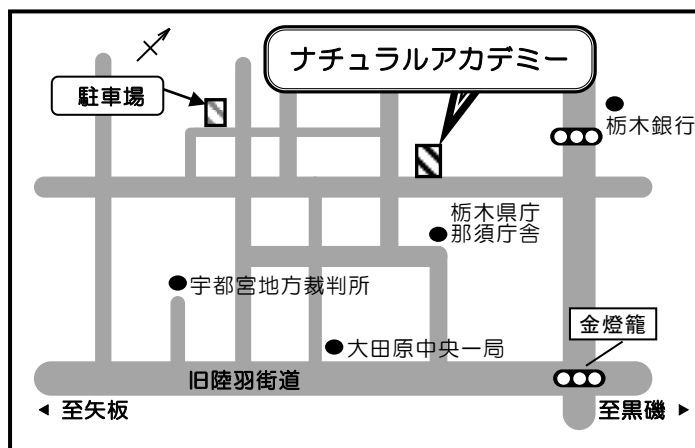 ナチュラルアカデミー
駐車場
栃木銀行
栃木県庁
那須庁舎
宇都宮地方裁判所
金燈籠
大田原中央一局
旧陸羽街道
◀ 至矢板
至黒磯 ▶